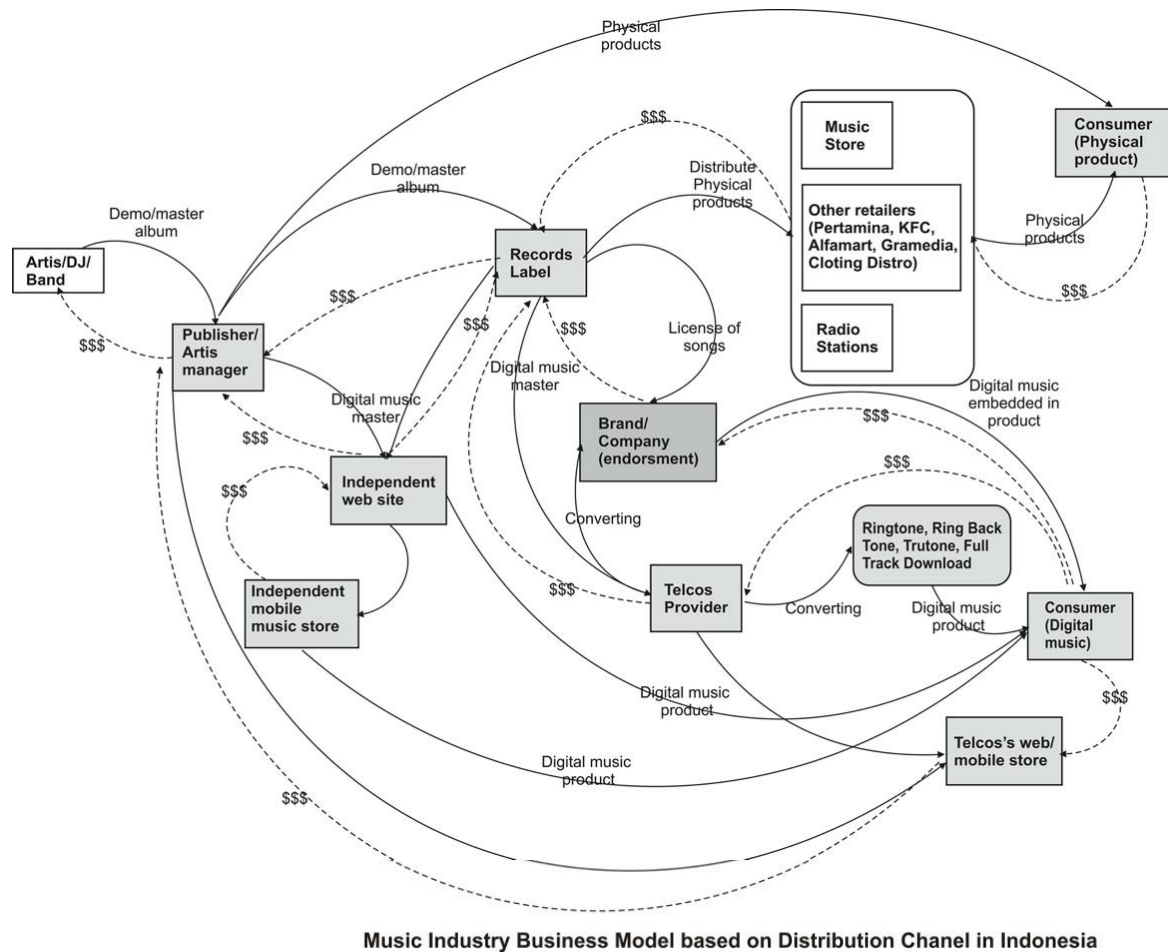 Physical
products
$$$
Music
Store
Consumer
(Physical
product)
Demo/master
album
Distribute
Physical
products
Demo/master
album
Other retailers
(Pertamina, KFC,
Alfamart, Gramedia,
Cloting Distro)
Physical
products
Artis/DJ/
Band
Records
Label
$$$
$$$
$$$
$$$
$$$
License of
songs
Radio
Stations
Publisher/
Artis
manager
Digital music
master
Digital music
embedded in
product
Digital music
master
$$$
Brand/
Company
(endorsment)
$$$
$$$
Independent
web site
$$$
Converting
Ringtone, Ring Back
Tone, Trutone, Full
Track Download
Independent
mobile
music store
$$$
Telcos
Provider
Converting
Digital music
product
Consumer
(Digital
music)
Digital music
product
$$$
Telcos's web/
mobile store
Digital music
product
$$$
Music Industry Business Model based on Distribution Chanel in Indonesia